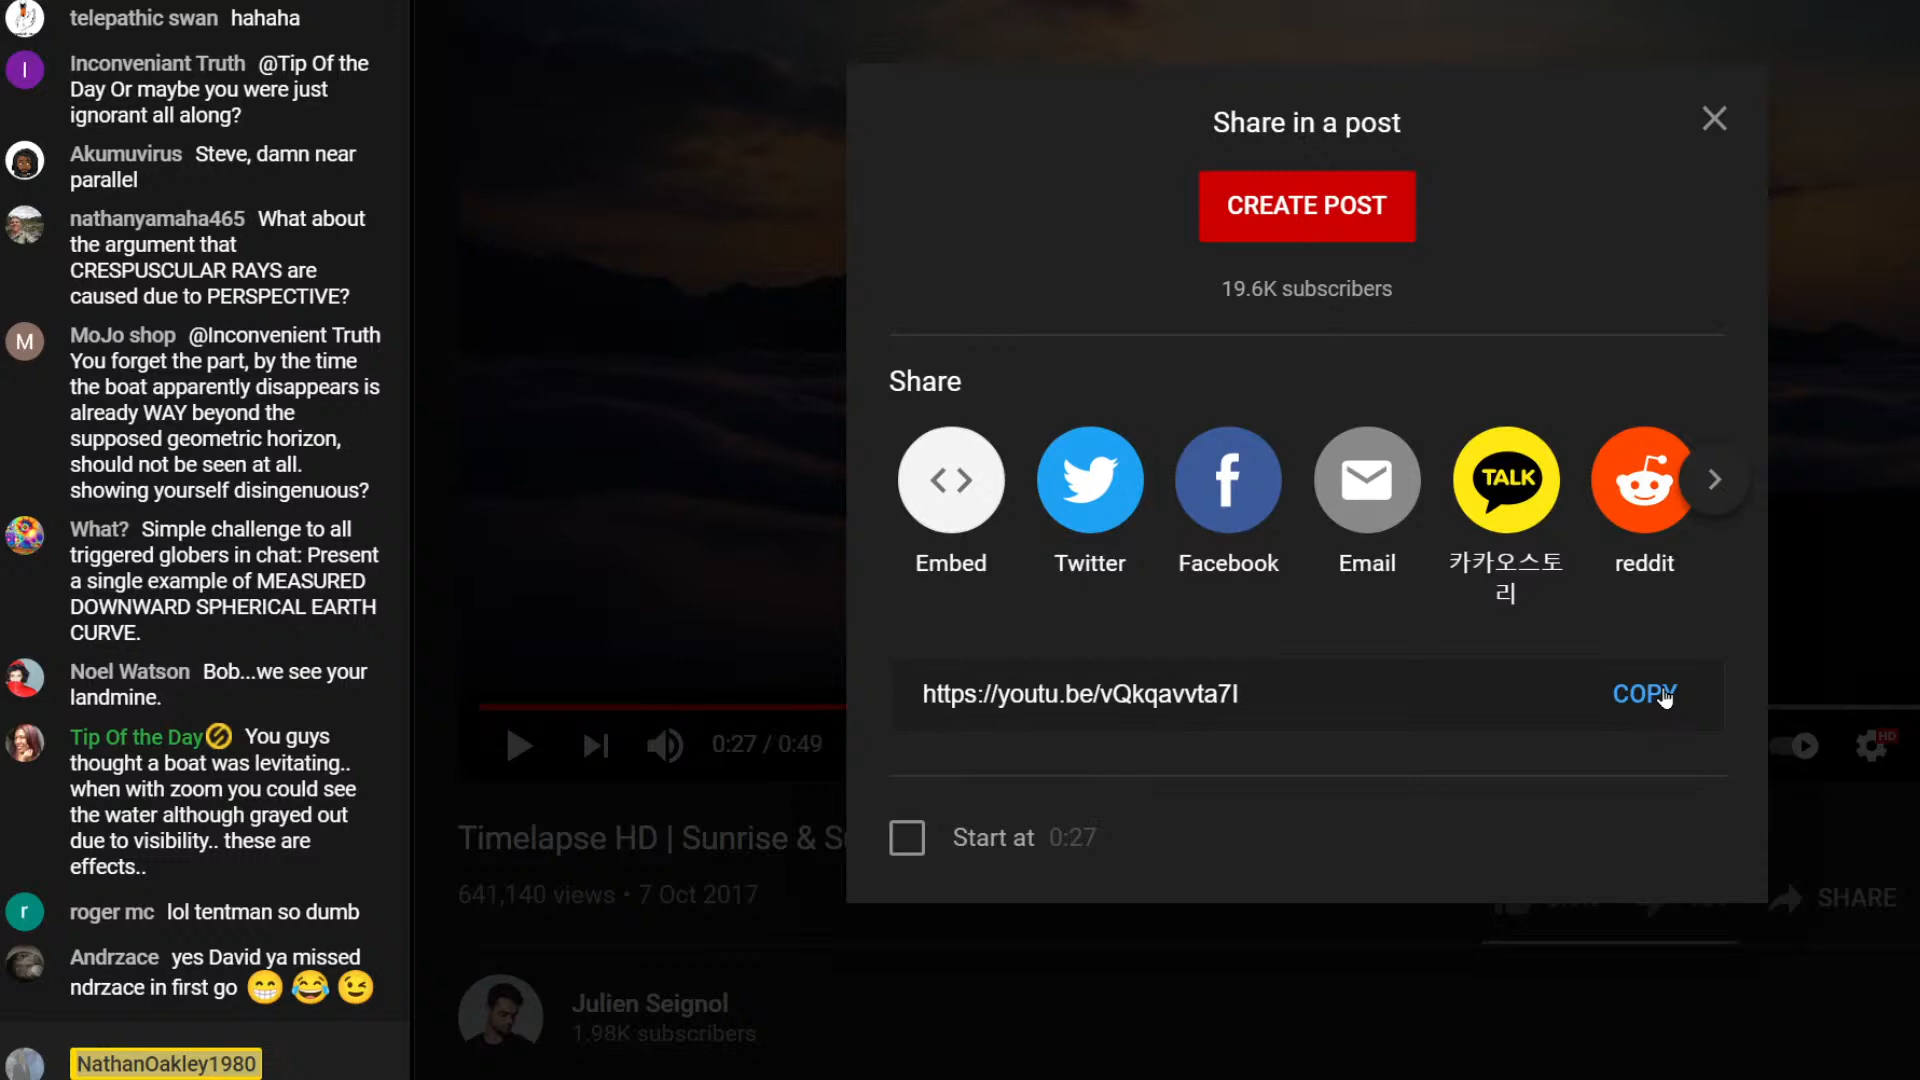 telepathic swan hahaha
I
Inconveniant Truth @Tip Of the
Day Or maybe you were just
ignorant all along?
Akumuvirus Steve, damn near
parallel
nathanyamaha465 What about
the argument that
CRESPUSCULAR RAYS are
caused due to PERSPECTIVE?
M
MoJo shop @Inconvenient Truth
You forget the part, by the time
the boat apparently disappears is
already WAY beyond the
supposed geometric horizon,
should not be seen at all.
showing yourself disingenuous?
What? Simple challenge to all
triggered globers in chat: Present
a single example of MEASURED
DOWNWARD SPHERICAL EARTH
CURVE.
Noel Watson Bob...we see your
landmine.
Tip Of the Day You guys
thought a boat was levitating..
when with zoom you could see
the water although grayed out
due to visibility.. these are
effects..
r
roger mc lol tentman so dumb
Andrzace yes David ya missed
ndrzace in first go 😁 😂 😉
NathanOakley1980
Share in a post
CREATE POST
19.6K subscribers
Share
TALK
Embed Twitter Facebook Email 카카오스토 reddit
리
https://youtu.be/vQkqavvta7I
COPY
Start at 0:27
0:27 / 0:49
HD
Timelapse HD | Sunrise &
641,140 views • 7 Oct 2017
SHARE
Julien Seignol
1.98K subscribers